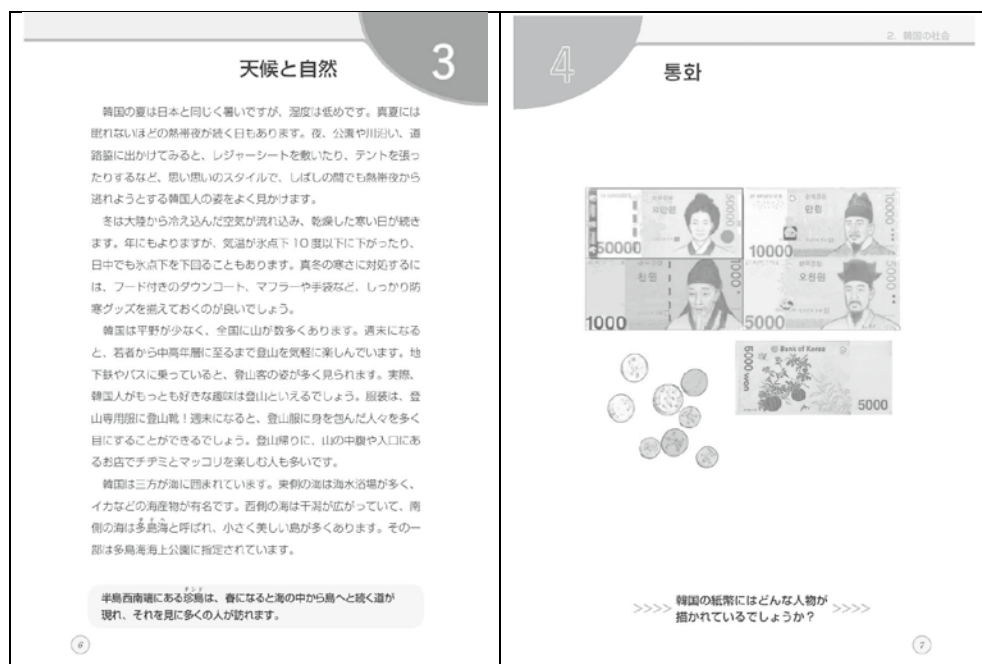 3
天候と自然
韓国の夏は日本と同じく暑いですが、湿度は低めです。真夏には
眠れないほどの熱帯夜が続く日もあります。夜、公園や川沿い、道
路脇に出かけてみると、レジャーシートを敷いたり、テントを張っ
たりするなど、思い思いのスタイルで、しばしの間でも熱帯夜から
逃れようとする韓国人の姿をよく見かけます。
冬は大陸から冷え込んだ空気が流れ込み、乾燥した寒い日が続き
ます。年にもよりますが、気温が氷点下10度以下に下がったり、
日中でも氷点下を下回ることもあります。真冬の寒さに対処するに
は、フード付きのダウンコート、マフラーや手袋など、しっかり防
寒グッズを揃えておくのが良いでしょう。
韓国は平野が少なく、全国に山が数多くあります。週末になる
と、若者から中高年層に至るまで登山を気軽に楽しんでいます。地
下鉄やバスに乗っていると、登山客の姿が多く見られます。実際、
韓国人がもっとも好きな趣味は登山といえるでしょう。服装は、登
山専用服に登山靴！週末になると、登山服に身を包んだ人々を多く
目にすることができるでしょう。登山帰りに、山の中腹や入口にあ
るお店でチヂミとマッコリを楽しむ人も多いです。
韓国は三方が海に囲まれています。東側の海は海水浴場が多く、
イカなどの海産物が有名です。西側の海は干潟が広がっていて、南
側の海は多島海と呼ばれ、小さく美しい島が多くあります。その一
部は多島海海上公園に指定されています。
半島西南端にある珍島は、春になると海の中から島へと続く道が
現れ、それを見に多くの人が訪れます。
6
2. 韓国の社会
4
통화
50000
50000
오만원
10000
10000
만원
1000
1000
천원
5000
5000
오천원
Bank of Korea
5000 won
5000
>>>> 韓国の紙幣にはどんな人物が >>>>
描かれているでしょうか？
7